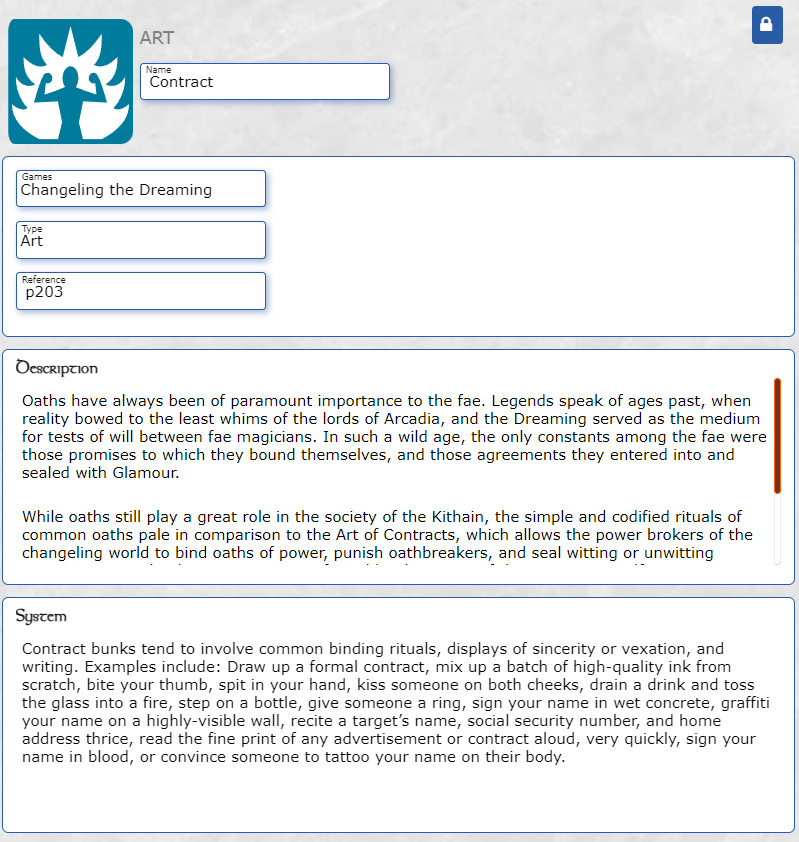 ART
Name
Contract
Games
Changeling the Dreaming
Type
Art
Reference
p203
Description
Oaths have always been of paramount importance to the fae. Legends speak of ages past, when
reality bowed to the least whims of the lords of Arcadia, and the Dreaming served as the medium
for tests of will between fae magicians. In such a wild age, the only constants among the fae were
those promises to which they bound themselves, and those agreements they entered into and
sealed with Glamour.
While oaths still play a great role in the society of the Kithain, the simple and codified rituals of
common oaths pale in comparison to the Art of Contracts, which allows the power brokers of the
changeling world to bind oaths of power, punish oathbreakers, and seal witting or unwitting
System
Contract bunks tend to involve common binding rituals, displays of sincerity or vexation, and
writing. Examples include: Draw up a formal contract, mix up a batch of high-quality ink from
scratch, bite your thumb, spit in your hand, kiss someone on both cheeks, drain a drink and toss
the glass into a fire, step on a bottle, give someone a ring, sign your name in wet concrete, graffiti
your name on a highly-visible wall, recite a target’s name, social security number, and home
address thrice, read the fine print of any advertisement or contract aloud, very quickly, sign your
name in blood, or convince someone to tattoo your name on their body.